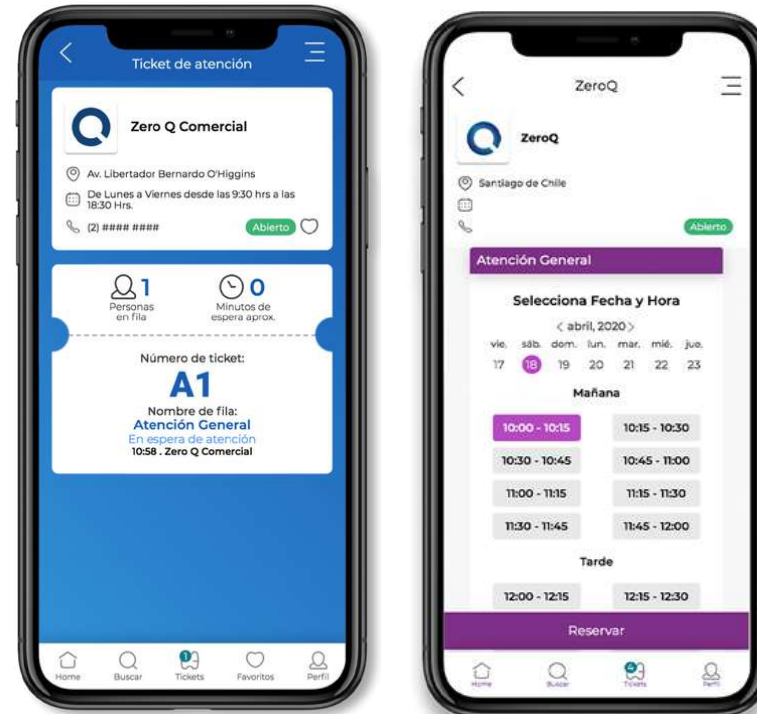 Ticket de atención
Zero Q Comercial
Av. Libertador Bernardo O'Higgins
De Lunes a Viernes desde las 9:30 hrs a las
18:30 Hrs.
(2) #### ####
Abierto
1
Personas
en fila
0
Minutos de
espera aprox.
Número de ticket:
A1
Nombre de fila:
Atención General
En espera de atención
10:58 . Zero Q Comercial
1
Home Buscar Tickets Favoritos Perfil
ZeroQ
ZeroQ
Santiago de Chile
Abierto
Atención General
Selecciona Fecha y Hora
< abril, 2020 >
vie. sáb. dom. lun. mar. mié. jue.
17 18 19 20 21 22 23
Mañana
10:00 - 10:15 10:15 - 10:30
10:30 - 10:45 10:45 - 11:00
11:00 - 11:15 11:15 - 11:30
11:30 - 11:45 11:45 - 12:00
Tarde
12:00 - 12:15 12:15 - 12:30
Reservar
4
Home Buscar Tickets Perfil